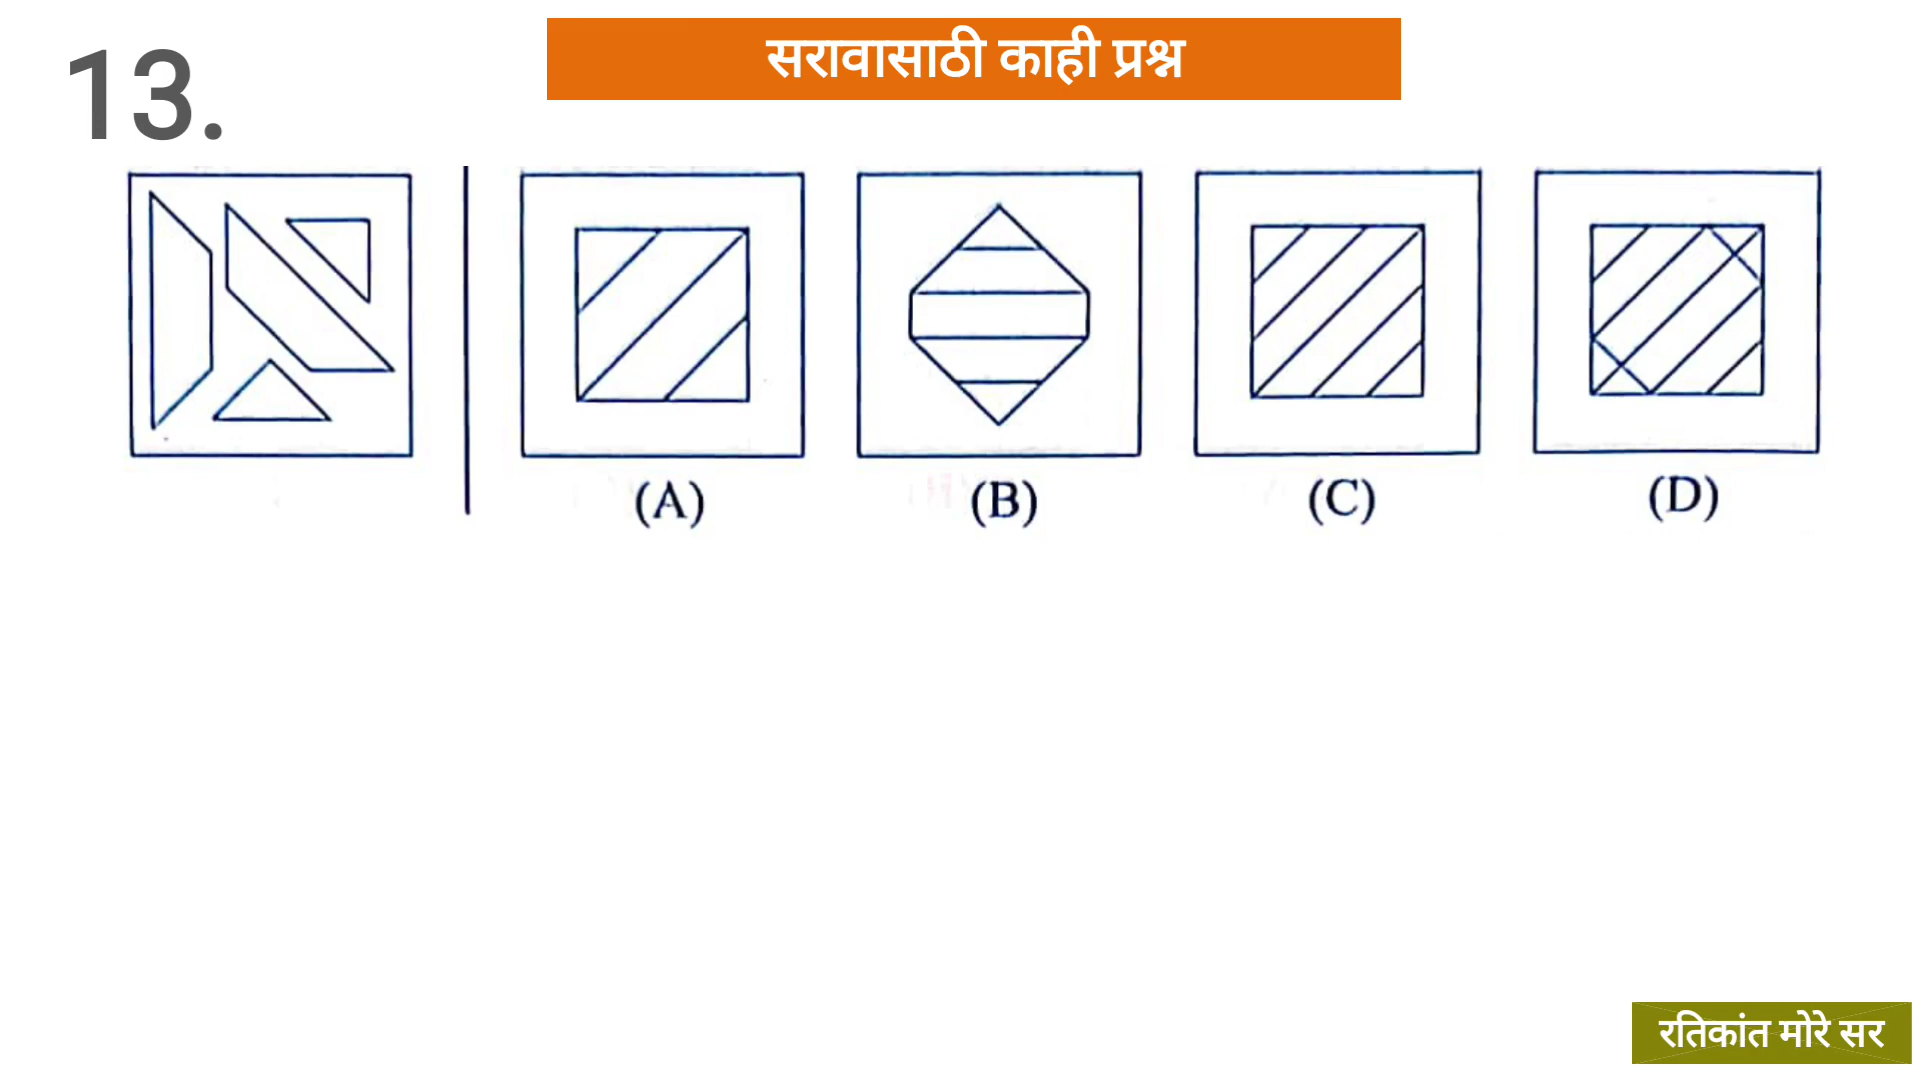 सरावासाठी काही प्रश्न
13.
(A) (B) (C) (D)
रतिकांत मोरे सर